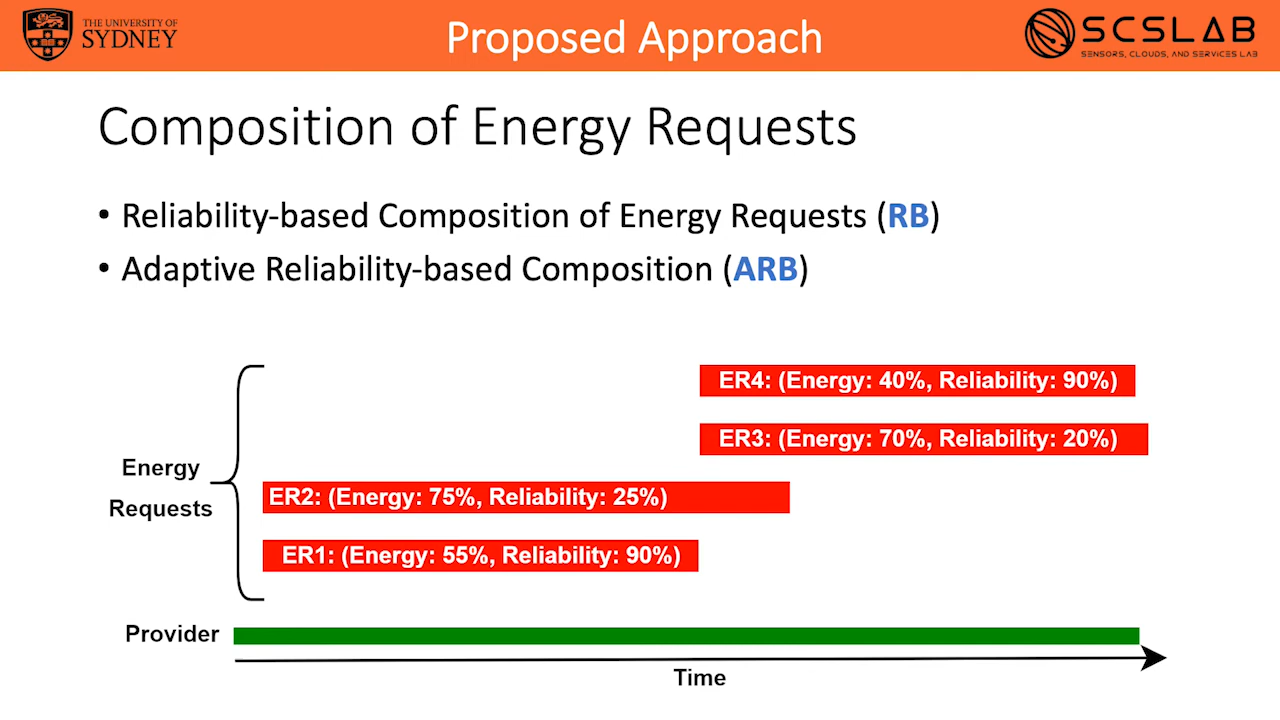 THE UNIVERSITY OF
SYDNEY
Proposed Approach
SCSLAB
SENSORS, CLOUDS, AND SERVICES LAB
Composition of Energy Requests
• Reliability-based Composition of Energy Requests (RB)
• Adaptive Reliability-based Composition (ARB)
ER4: (Energy: 40%, Reliability: 90%)
ER3: (Energy: 70%, Reliability: 20%)
Energy
Requests
ER2: (Energy: 75%, Reliability: 25%)
ER1: (Energy: 55%, Reliability: 90%)
Provider
Time